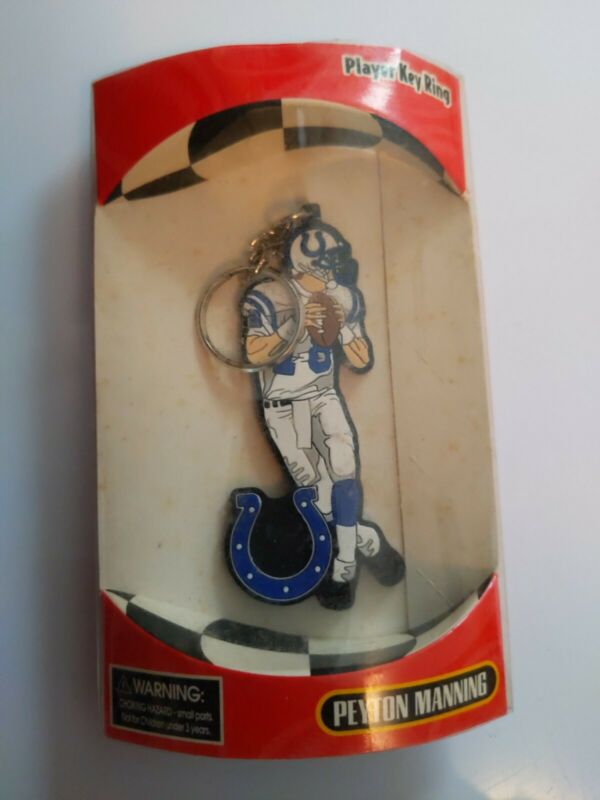 Player Key Ring
WARNING:
CHOKING HAZARD - small parts.
Not for Children under 3 years.
PEYTON MANNING